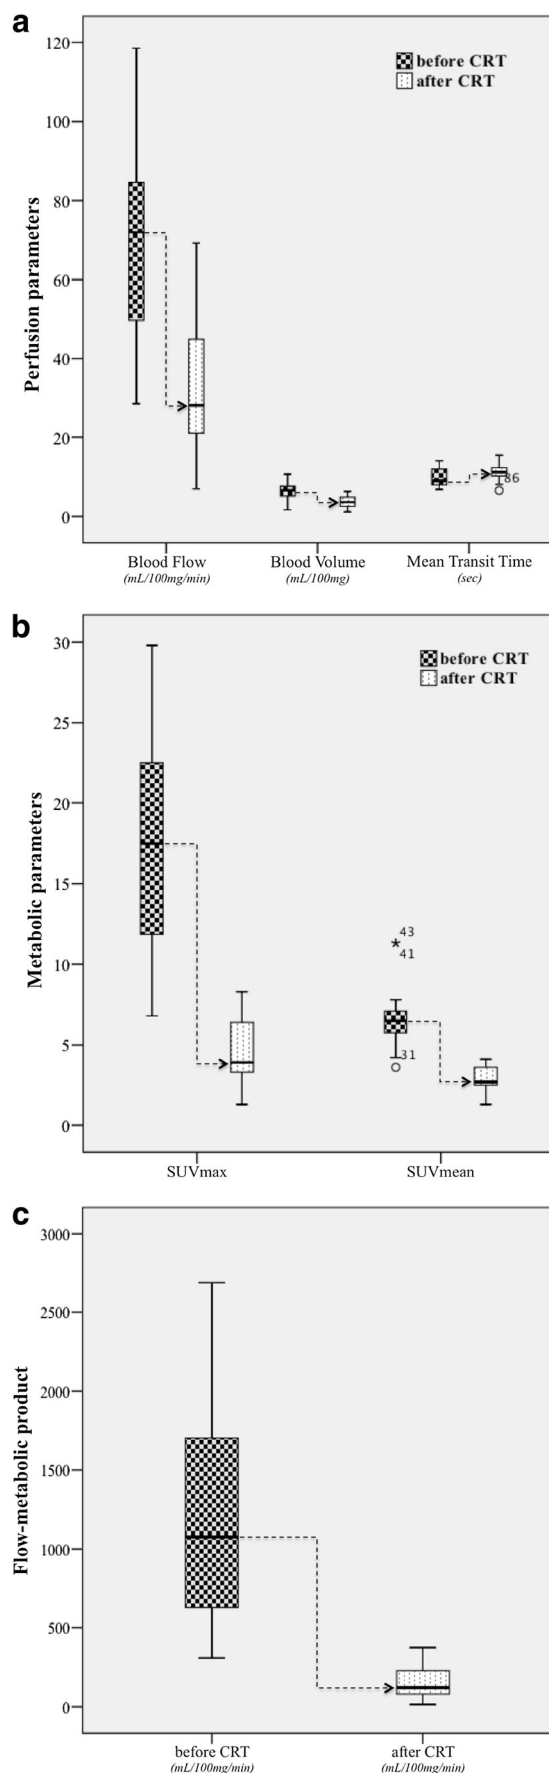 a
before CRT
after CRT
120
100
80
60
40
20
0
Perfusion parameters
86
Blood Flow Blood Volume Mean Transit Time
(mL/100mg/min) (mL/100mg) (sec)
b
before CRT
after CRT
30
25
20
15
10
5
0
Metabolic parameters
43
41
31
SUVmax SUVmean
c
3000
2500
2000
1500
1000
500
0
Flow-metabolic product
before CRT after CRT
(mL/100mg/min) (mL/100mg/min)